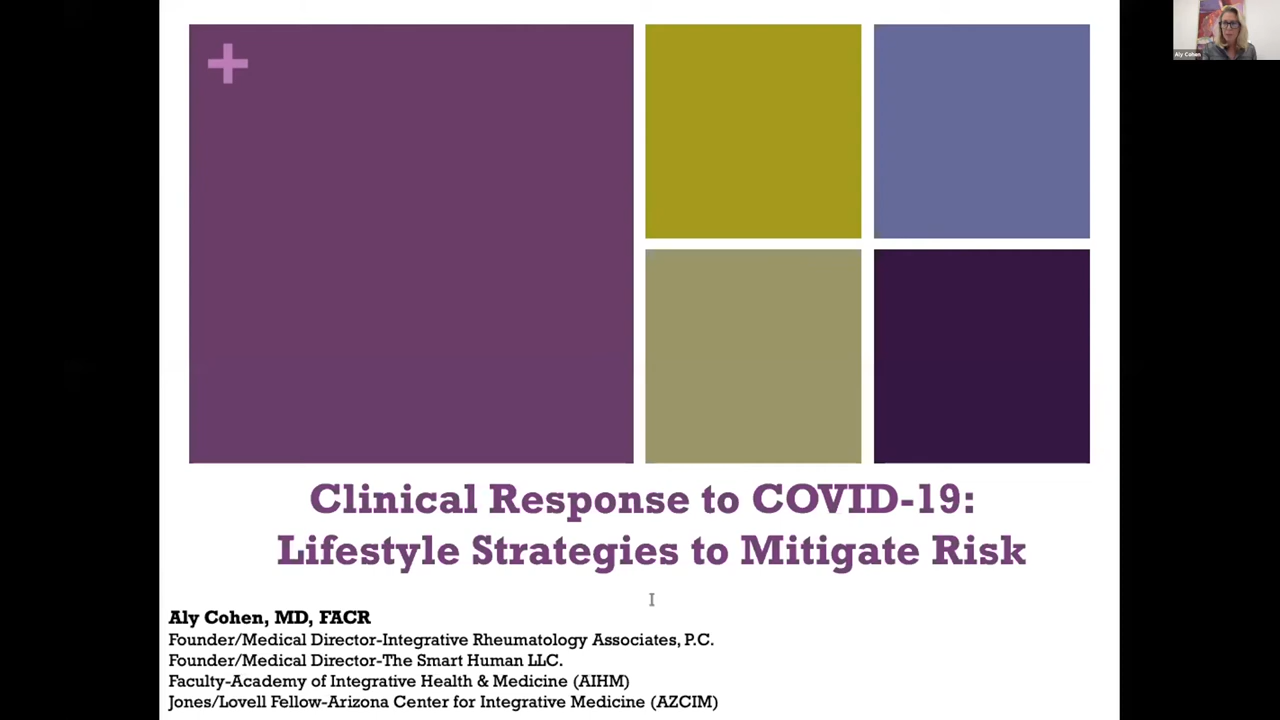 Aly Cohen
+
Clinical Response to COVID-19:
Lifestyle Strategies to Mitigate Risk
Aly Cohen, MD, FACR
Founder/Medical Director-Integrative Rheumatology Associates, P.C.
Founder/Medical Director-The Smart Human LLC.
Faculty-Academy of Integrative Health & Medicine (AIHM)
Jones/Lovell Fellow-Arizona Center for Integrative Medicine (AZCIM)